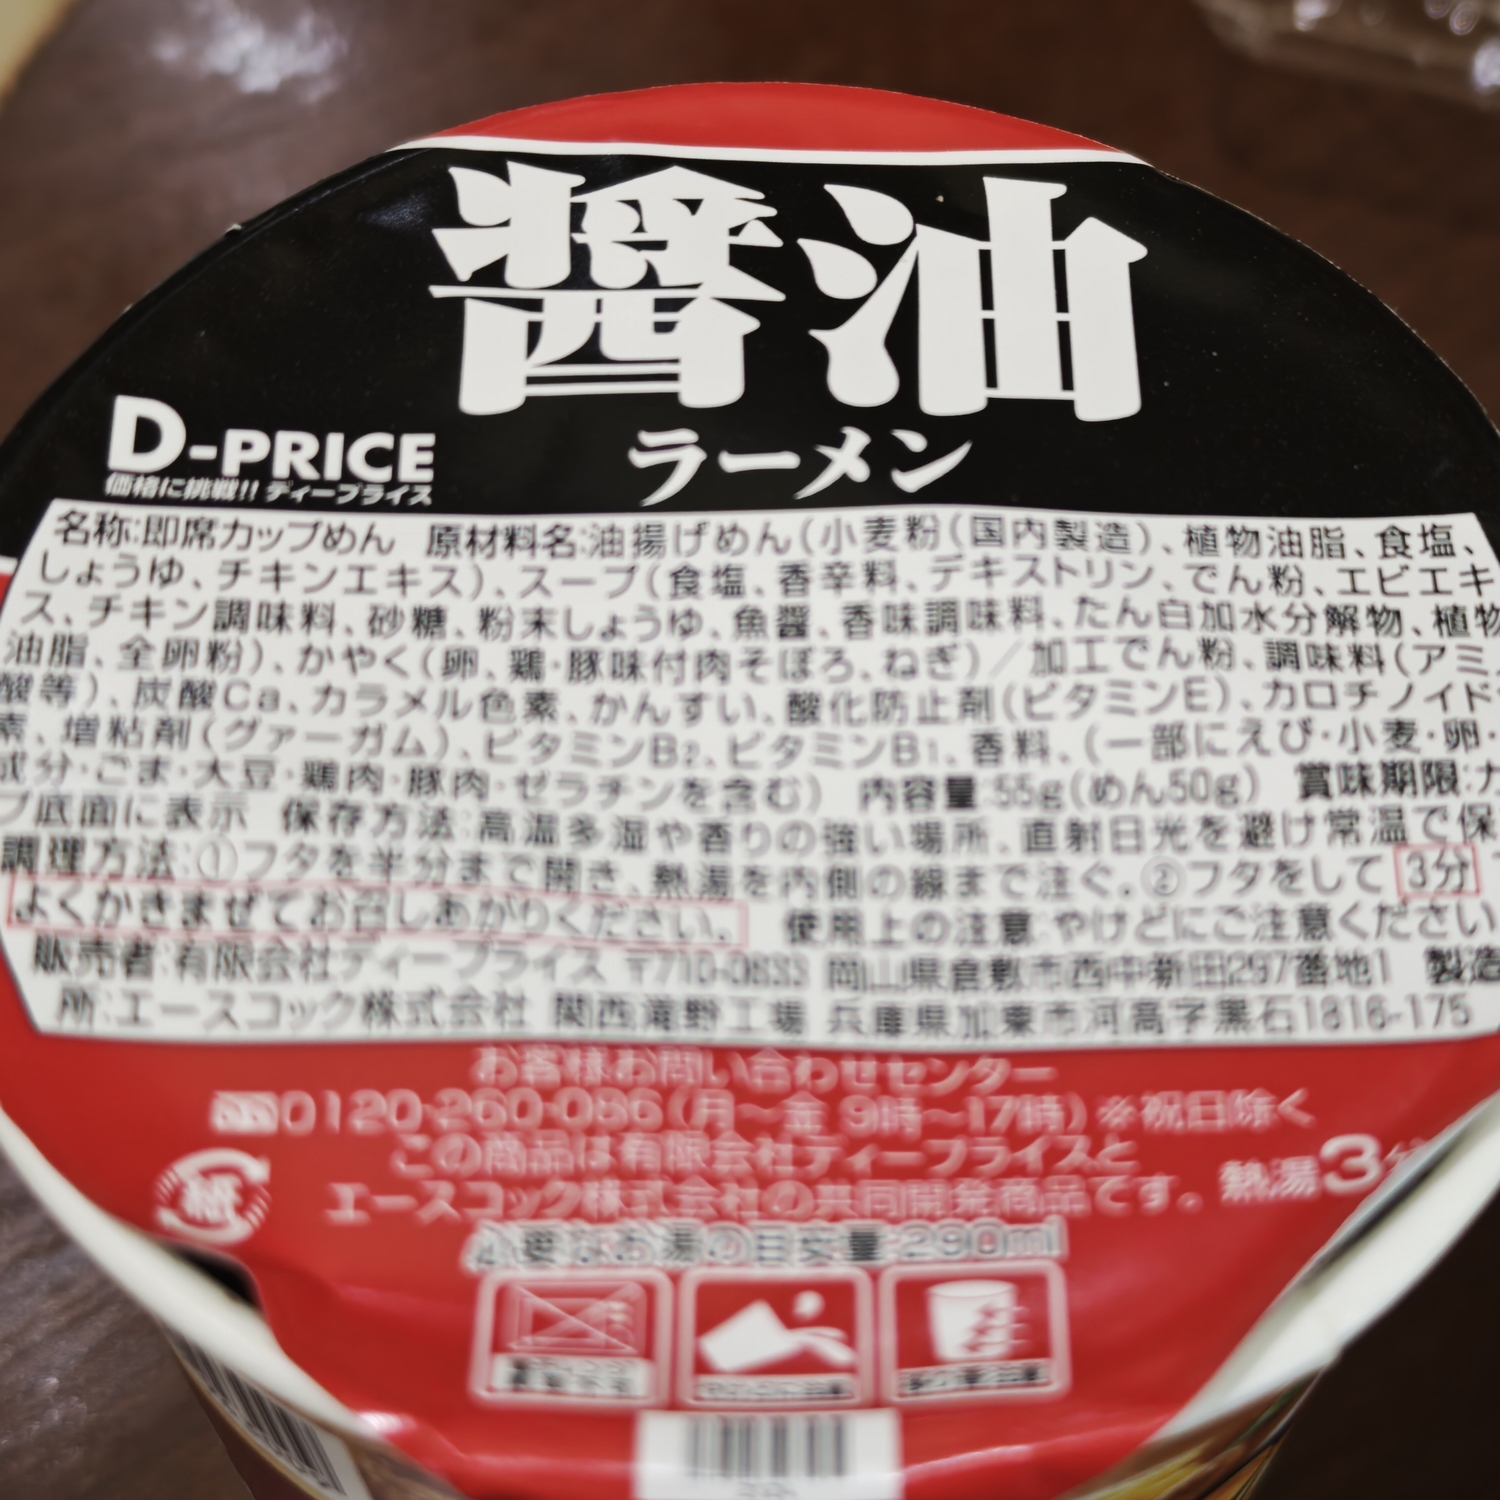 醤油
ラーメン
D-PRICE
価格に挑戦!! ディープライス
名称:即席カップめん 原材料名:油揚げめん(小麦粉(国内製造)、植物油脂、食塩、
しょうゆ、チキンエキス)、スープ(食塩、香辛料、デキストリン、でん粉、エビエキ
ス、チキン調味料、砂糖、粉末しょうゆ、魚醤、香味調味料、たん白加水分解物、植物
油脂、全卵粉)、かやく(卵、鶏・豚味付肉そぼろ、ねぎ)/加工でん粉、調味料(アミ
酸等)、炭酸Ca、カラメル色素、かんすい、酸化防止剤(ビタミンE)、カロチノイド
素、増粘剤(グァーガム)、ビタミンB2、ビタミンB1、香料、(一部にえび・小麦・卵・
成分・ごま・大豆・鶏肉・豚肉・ゼラチンを含む) 内容量:55g(めん50g) 賞味期限:カ
プ底面に表示 保存方法:高温多湿や香りの強い場所、直射日光を避け常温で保
調理方法:①フタを半分まで開き、熱湯を内側の線まで注ぐ。②フタをして3分
よくかきまぜてお召しあがりください。 使用上の注意:やけどにご注意ください
販売者:有限会社ディープライス 〒710-0833 岡山県倉敷市西中新田297番地1 製造
所:エースコック株式会社 関西滝野工場 兵庫県加東市河高字黒石1816-175
お客様お問い合わせセンター
0120-260-086(月~金 9時~17時)※祝日除く
この商品は有限会社ディープライスと
エースコック株式会社の共同開発商品です。
熱湯3分
紙
必要なお湯の目安量:290ml